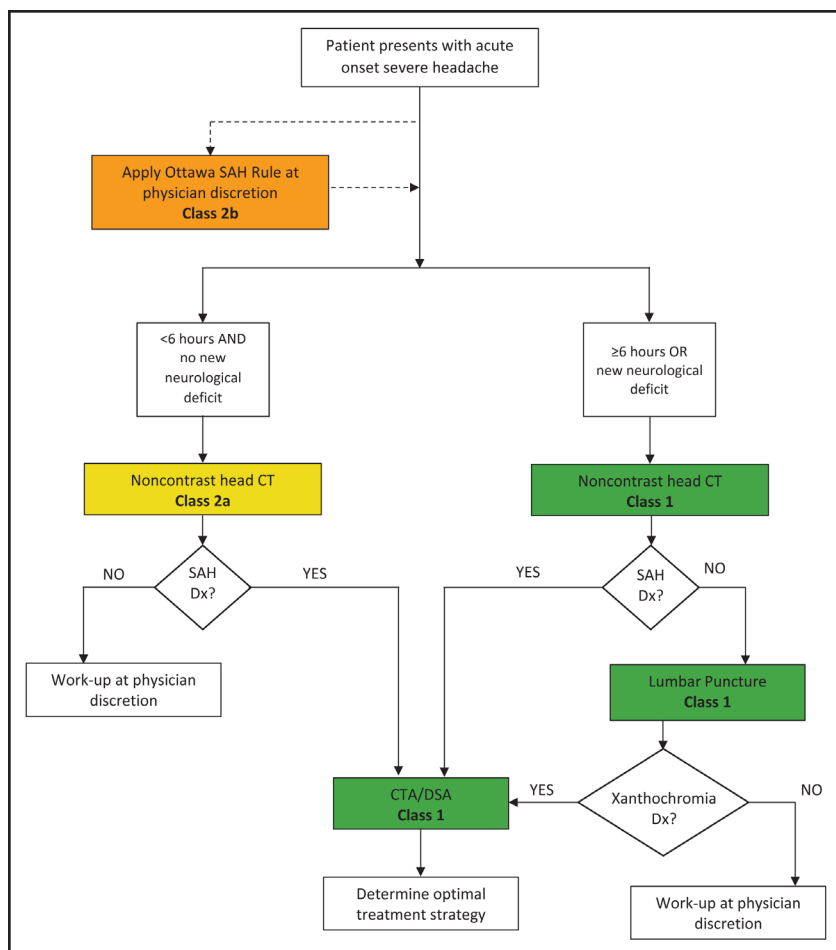 Patient presents with acute
onset severe headache
Apply Ottawa SAH Rule at
physician discretion
Class 2b
<6 hours AND
no new
neurological
deficit
≥6 hours OR
new neurological
deficit
Noncontrast head CT
Class 2a
Noncontrast head CT
Class 1
NO
SAH
Dx?
YES
YES
SAH
Dx?
NO
Work-up at physician
discretion
Lumbar Puncture
Class 1
CTA/DSA
Class 1
YES
Xanthochromia
Dx?
NO
Determine optimal
treatment strategy
Work-up at physician
discretion